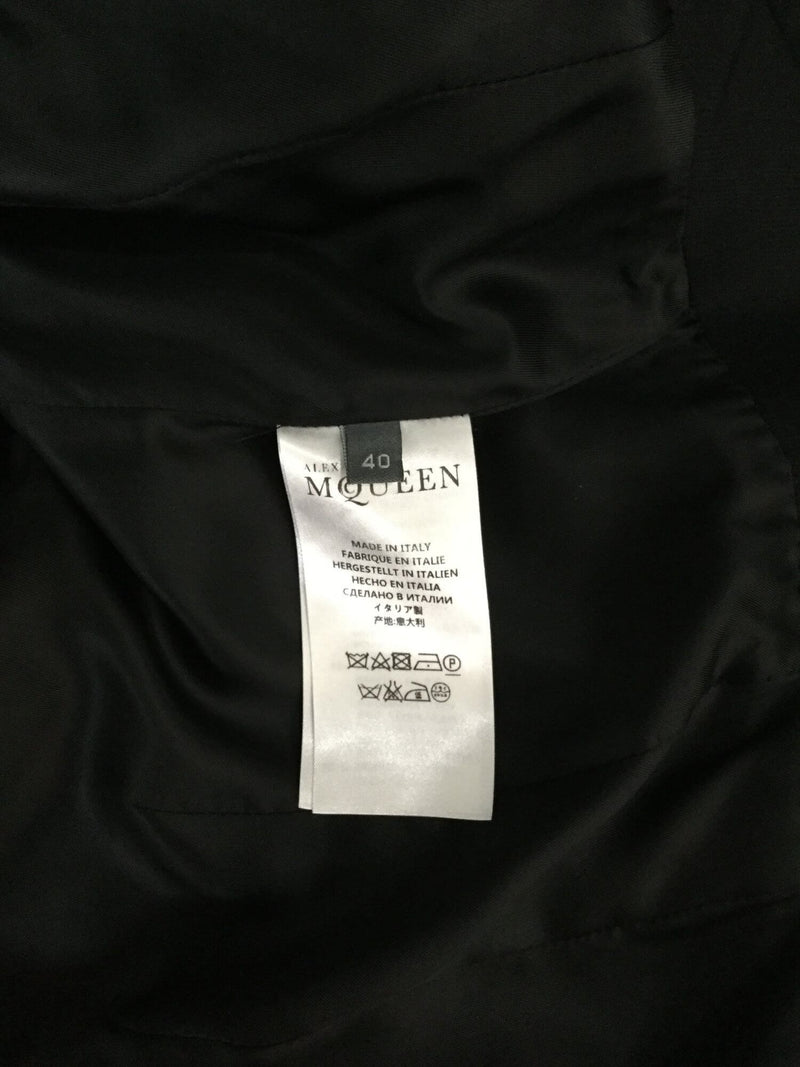 40
ALEX
MCQUEEN
MADE IN ITALY
FABRIQUE EN ITALIE
HERGESTELLT IN ITALIEN
HECHO EN ITALIA
СДЕЛАНО В ИТАЛИИ
イタリア製
产地:意大利
P